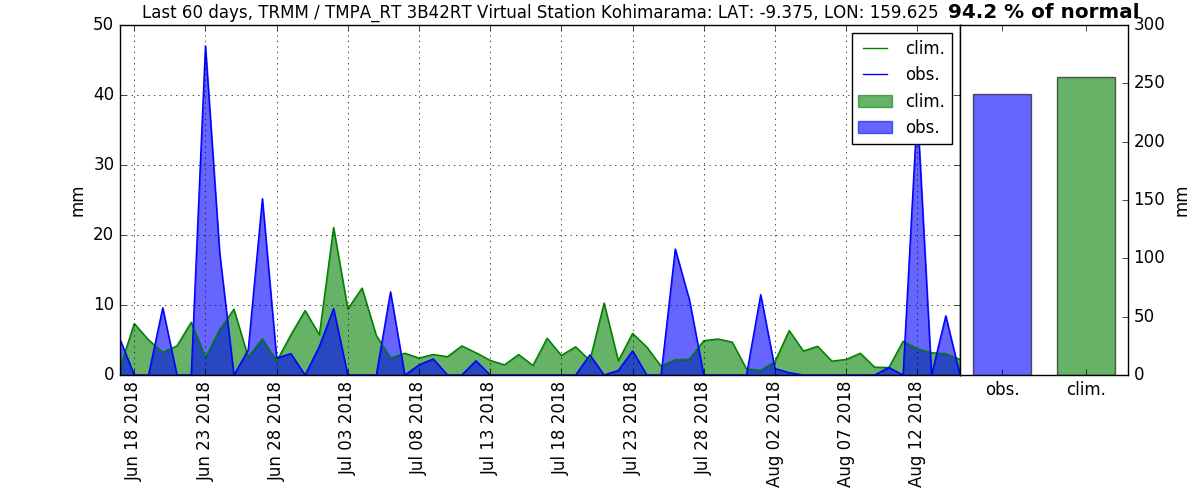 Last 60 days, TRMM / TMPA_RT 3B42RT Virtual Station Kohimarama: LAT: -9.375, LON: 159.625 94.2 % of normal
50
40
30
20
10
0
mm
clim.
obs.
clim.
obs.
300
250
200
150
100
50
0
mm
Jun 18 2018
Jun 23 2018
Jun 28 2018
Jul 03 2018
Jul 08 2018
Jul 13 2018
Jul 18 2018
Jul 23 2018
Jul 28 2018
Aug 02 2018
Aug 07 2018
Aug 12 2018
obs.
clim.